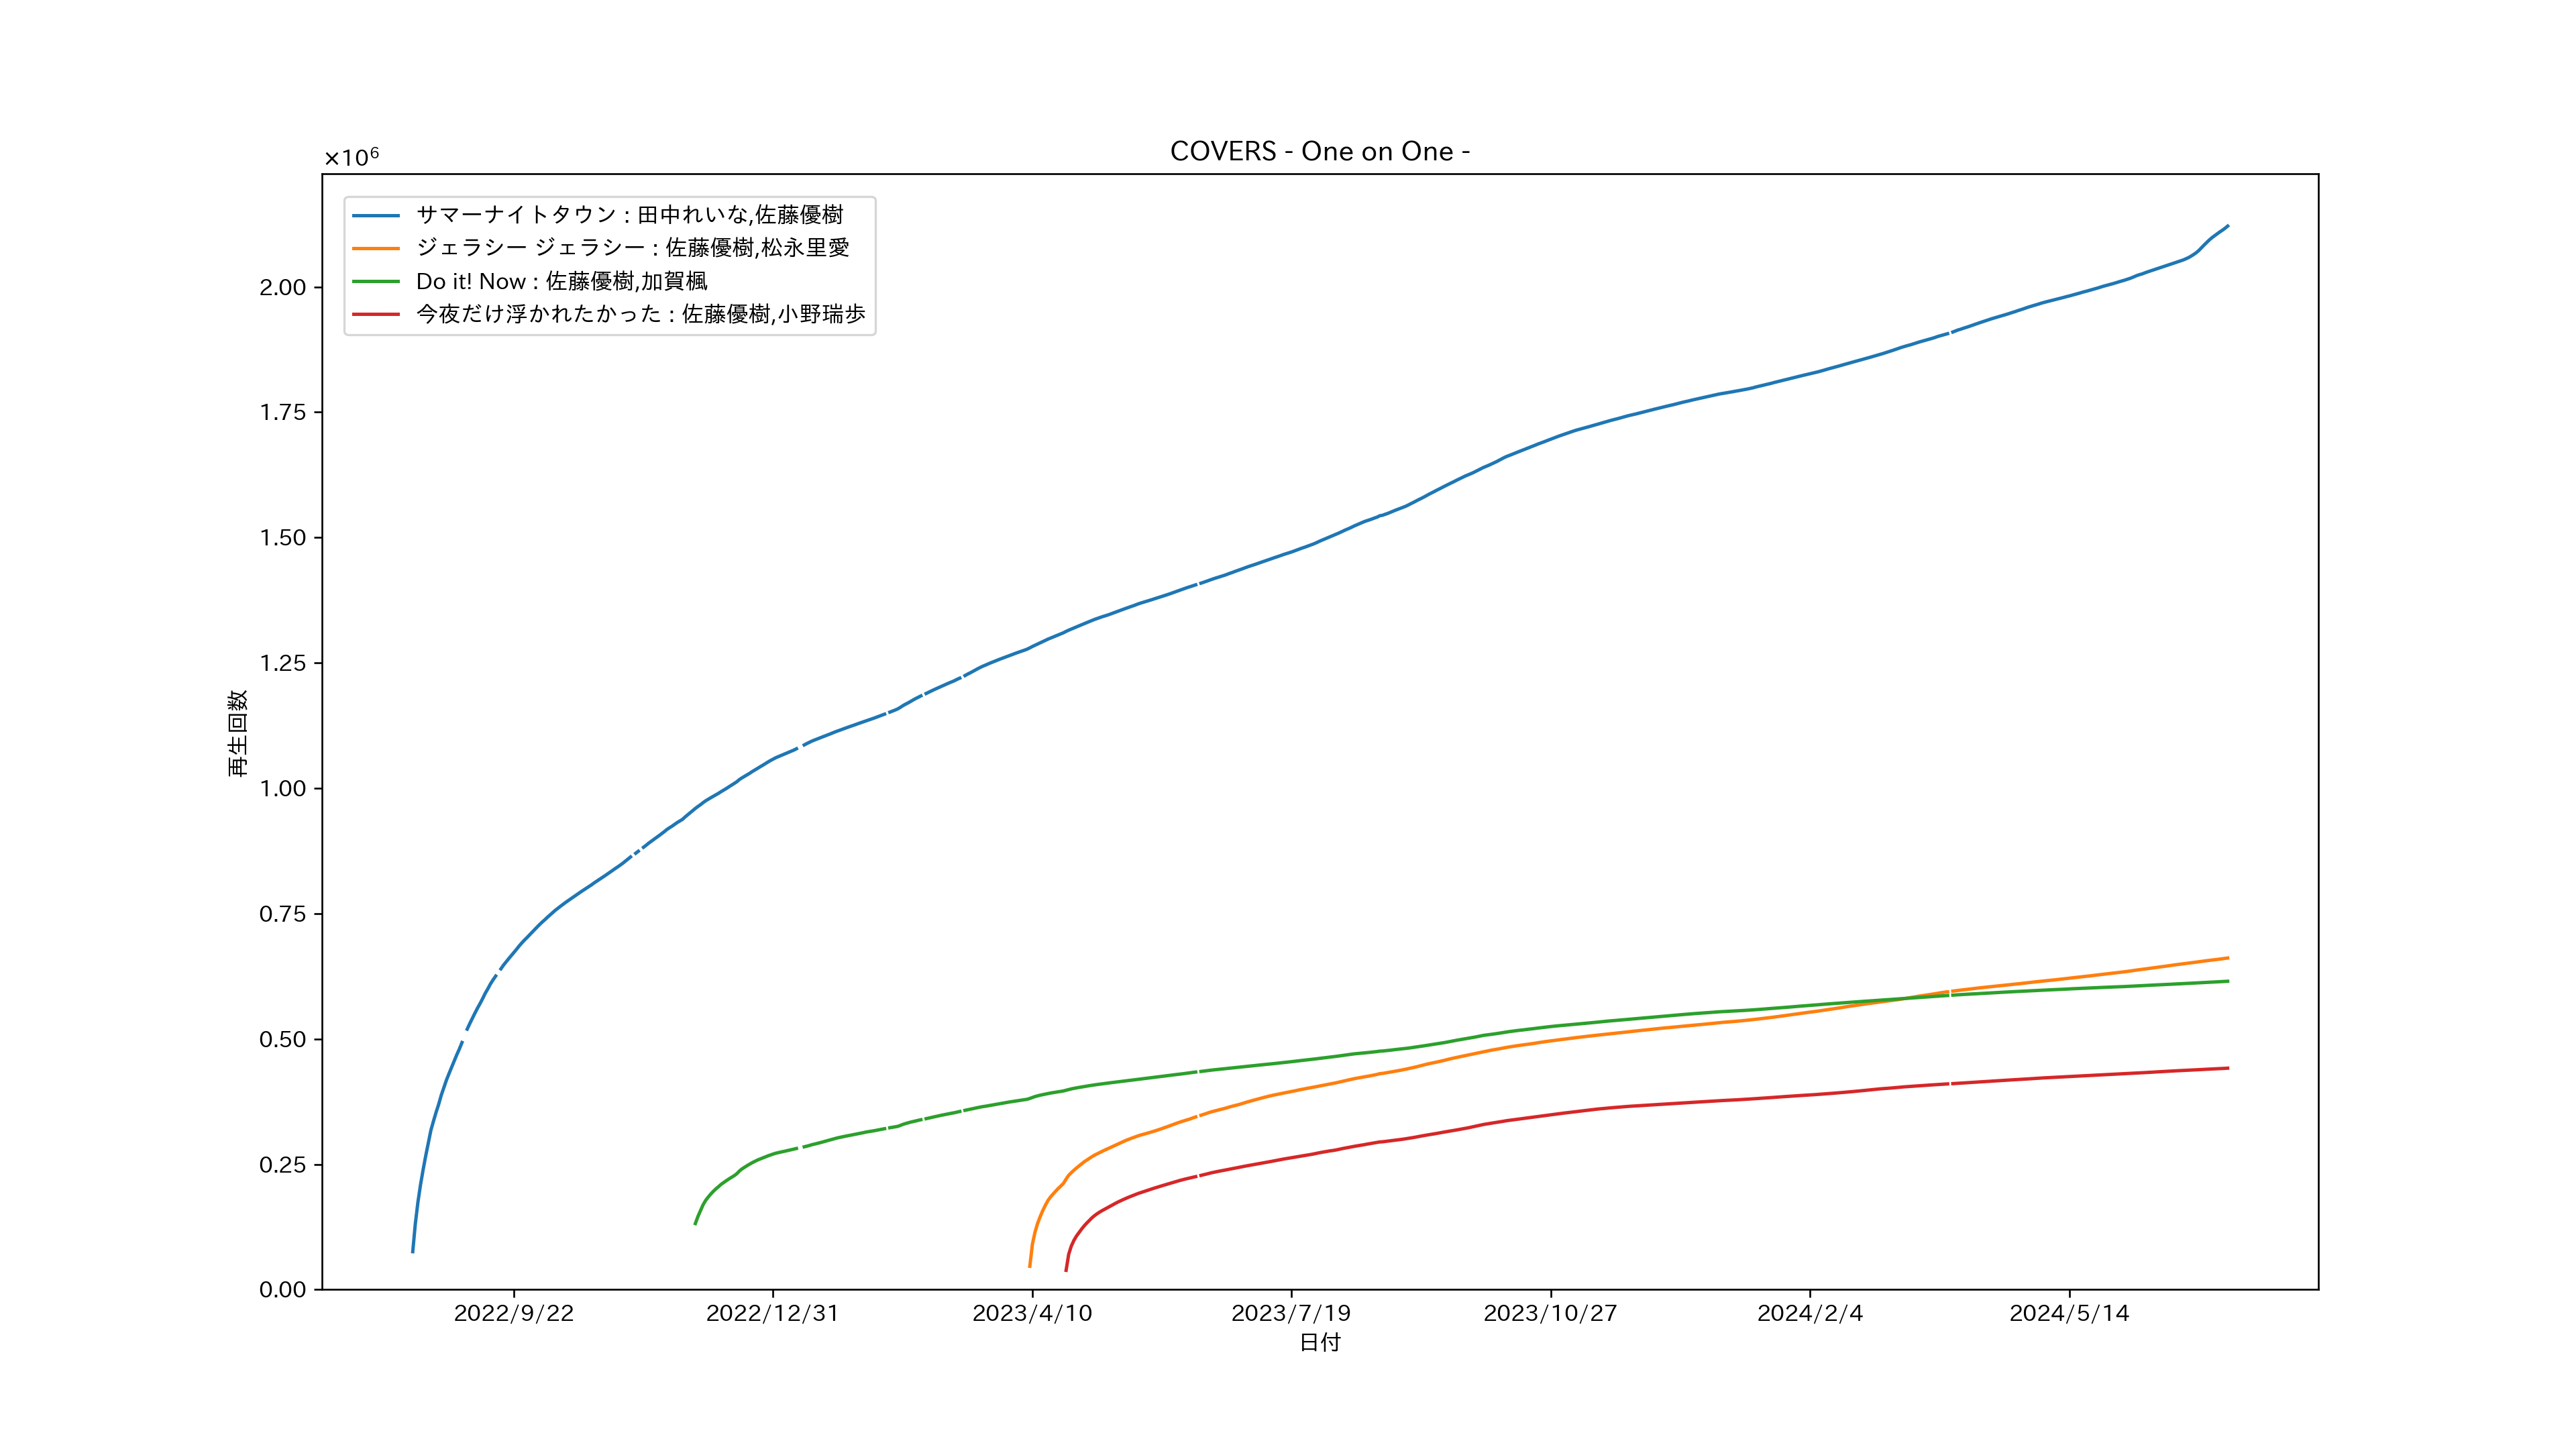 COVERS - One on One -
×10⁶
サマーナイトタウン : 田中れいな,佐藤優樹
ジェラシー ジェラシー : 佐藤優樹,松永里愛
Do it! Now : 佐藤優樹,加賀楓
今夜だけ浮かれたかった : 佐藤優樹,小野瑞歩
2.00
1.75
1.50
1.25
1.00
0.75
0.50
0.25
0.00
再生回数
2022/9/22
2022/12/31
2023/4/10
2023/7/19
2023/10/27
2024/2/4
2024/5/14
日付